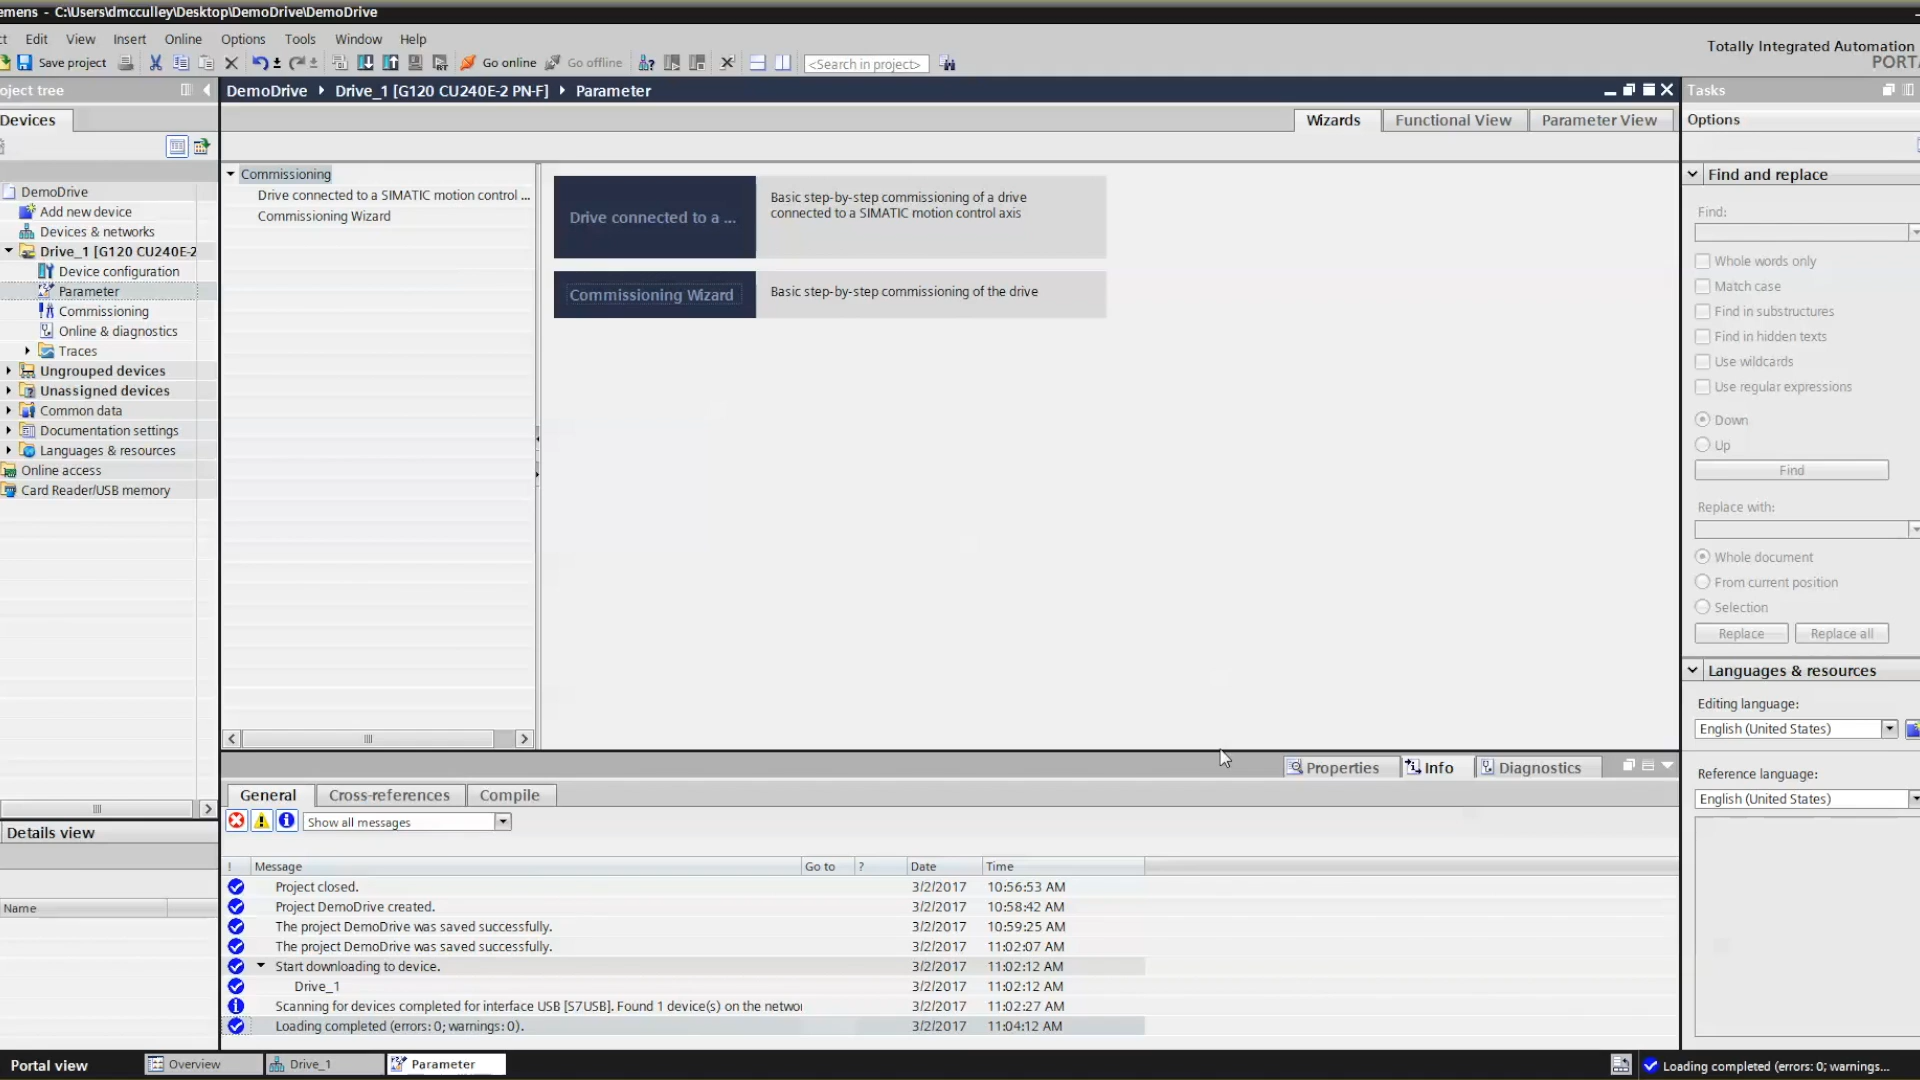 emens - C:\Users\dmcculley\Desktop\DemoDrive\DemoDrive
ct Edit View Insert Online Options Tools Window Help
Totally Integrated Automation
PORTA
Save project Go online Go offline <Search in project>
oject tree
DemoDrive Drive_1 [G120 CU240E-2 PN-F] Parameter
Tasks
Devices
Wizards Functional View Parameter View
Options
DemoDrive
Add new device
Devices & networks
Drive_1 [G120 CU240E-2
Device configuration
Parameter
Commissioning
Online & diagnostics
Traces
Ungrouped devices
Unassigned devices
Common data
Documentation settings
Languages & resources
Online access
Card Reader/USB memory
Details view
Name
Commissioning
Drive connected to a SIMATIC motion control ...
Commissioning Wizard
Drive connected to a ...
Basic step-by-step commissioning of a drive
connected to a SIMATIC motion control axis
Commissioning Wizard
Basic step-by-step commissioning of the drive
Find and replace
Find:
Whole words only
Match case
Find in substructures
Find in hidden texts
Use wildcards
Use regular expressions
Down
Up
Find
Replace with:
Whole document
From current position
Selection
Replace Replace all
Languages & resources
Editing language:
English (United States)
Reference language:
English (United States)
Properties Info Diagnostics
General Cross-references Compile
Show all messages
! Message Go to ? Date Time
Project closed. 3/2/2017 10:56:53 AM
Project DemoDrive created. 3/2/2017 10:58:42 AM
The project DemoDrive was saved successfully. 3/2/2017 10:59:25 AM
The project DemoDrive was saved successfully. 3/2/2017 11:02:07 AM
Start downloading to device. 3/2/2017 11:02:12 AM
Drive_1 3/2/2017 11:02:12 AM
Scanning for devices completed for interface USB [S7USB]. Found 1 device(s) on the netwo 3/2/2017 11:02:27 AM
Loading completed (errors: 0; warnings: 0). 3/2/2017 11:04:12 AM
Portal view Overview Drive_1 Parameter
Loading completed (errors: 0; warnings...